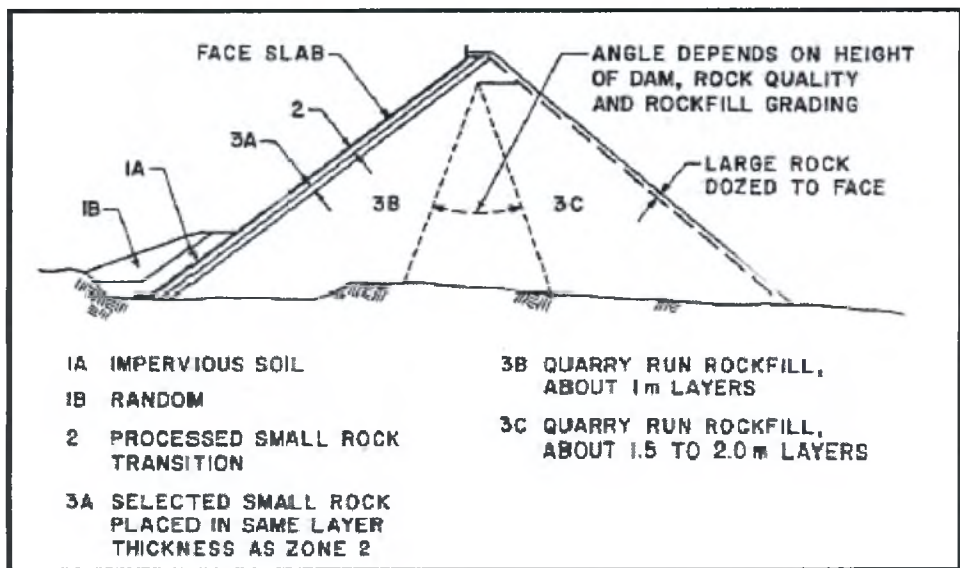 FACE SLAB
ANGLE DEPENDS ON HEIGHT
OF DAM, ROCK QUALITY
AND ROCKFILL GRADING
2
3A
LARGE ROCK
DOZED TO FACE
1A
1B
3B
3C
1A IMPERVIOUS SOIL
1B RANDOM
2 PROCESSED SMALL ROCK
TRANSITION
3A SELECTED SMALL ROCK
PLACED IN SAME LAYER
THICKNESS AS ZONE 2
3B QUARRY RUN ROCKFILL,
ABOUT 1m LAYERS
3C QUARRY RUN ROCKFILL,
ABOUT 1.5 TO 2.0m LAYERS